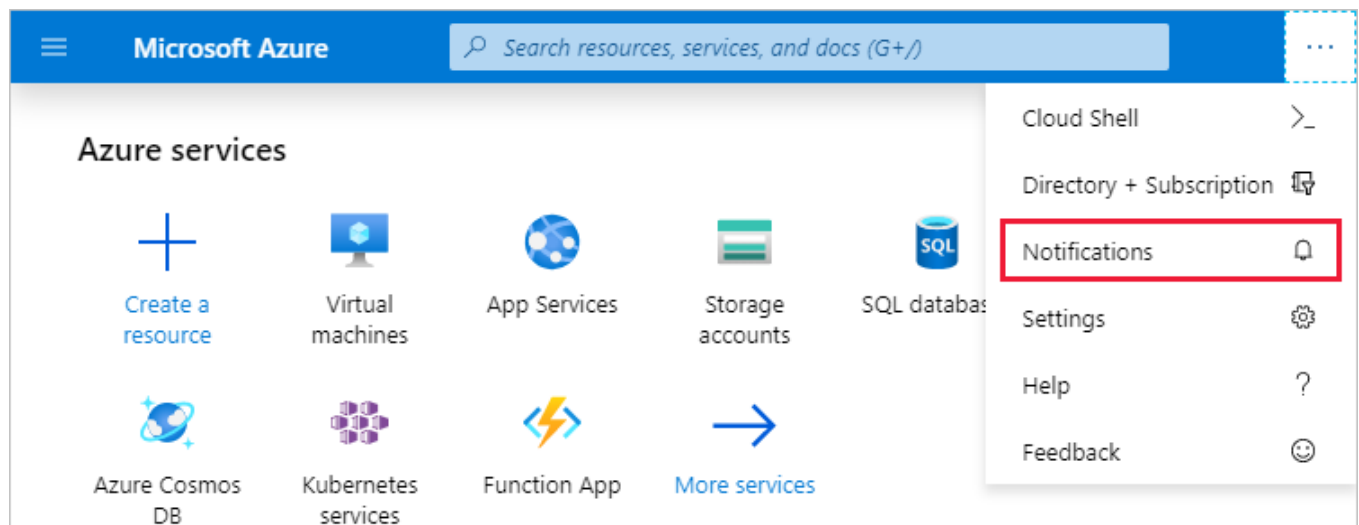 Microsoft Azure
Search resources, services, and docs (G+/)
...
Cloud Shell
Directory + Subscription
Notifications
Settings
Help
Feedback
Azure services
Create a
resource
Virtual
machines
App Services
Storage
accounts
SQL
SQL databas
Azure Cosmos
DB
Kubernetes
services
Function App
More services